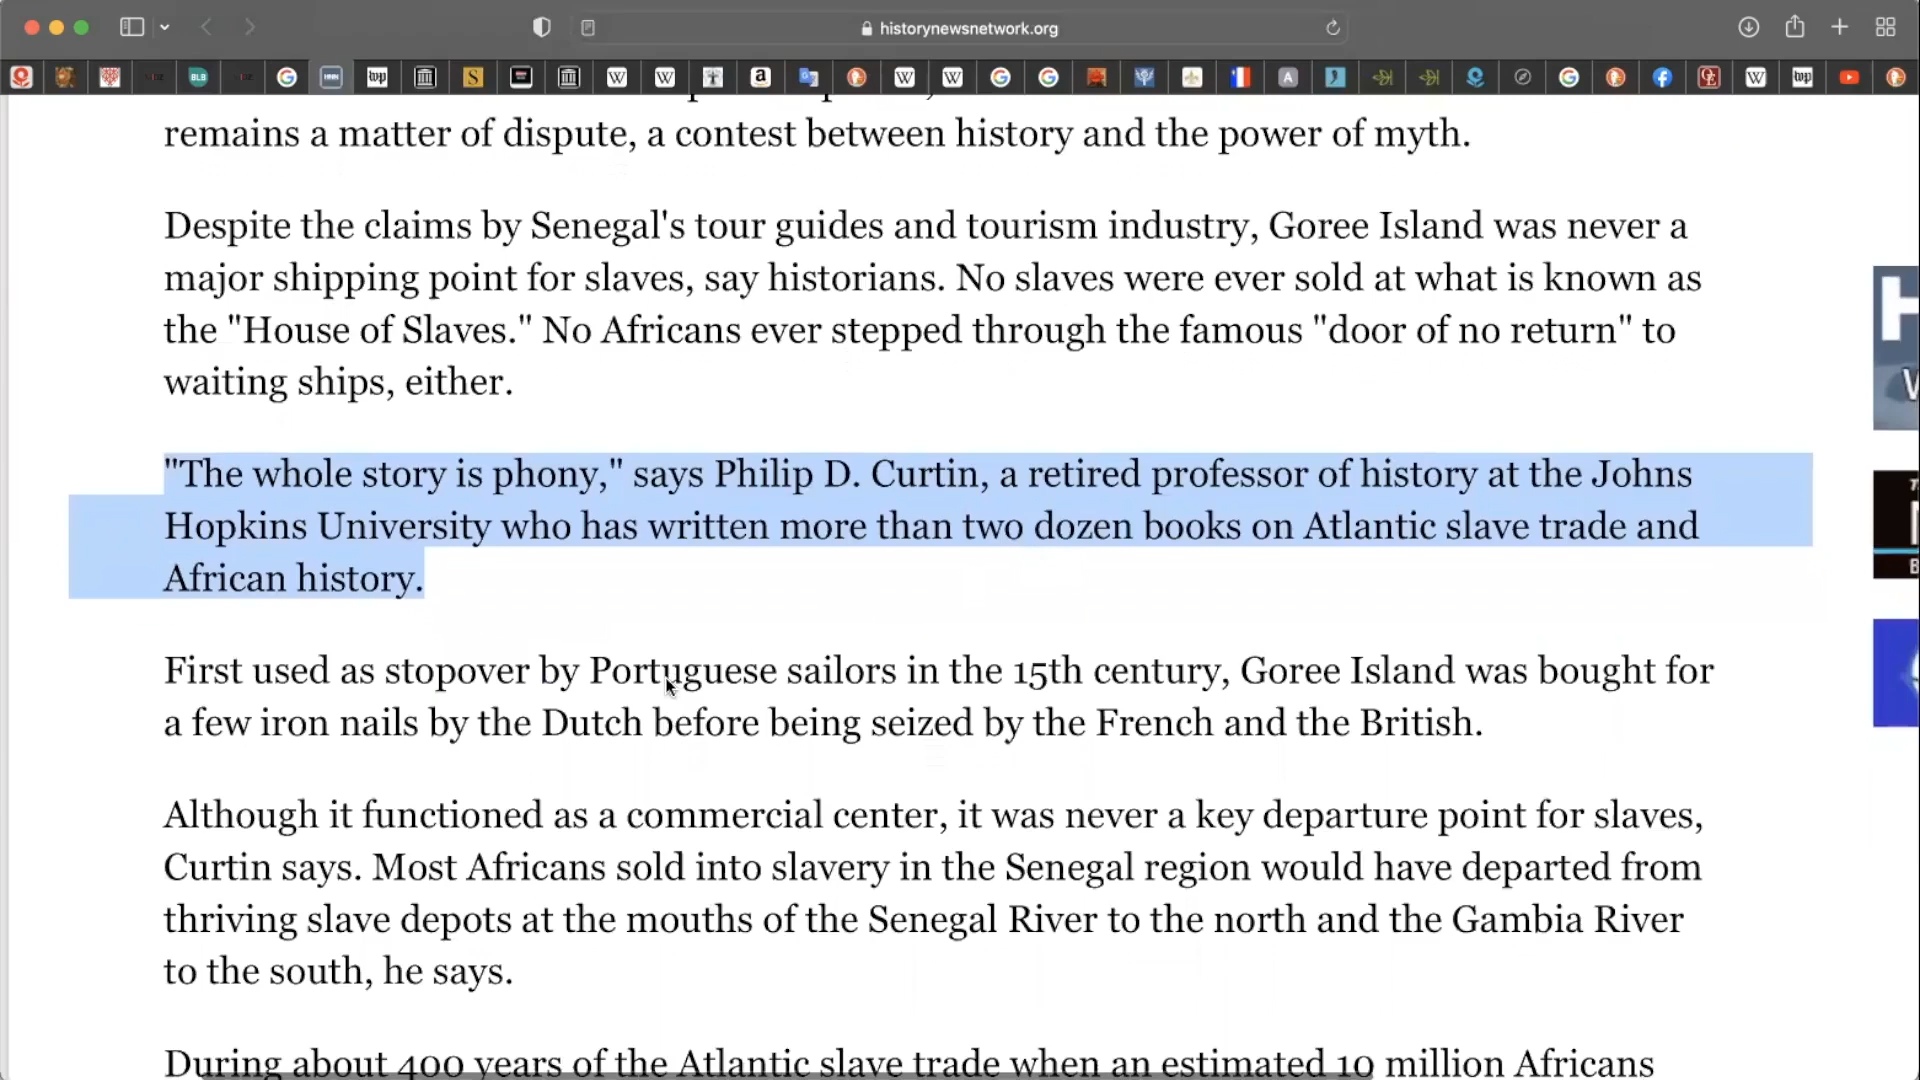 historynewsnetwork.org
remains a matter of dispute, a contest between history and the power of myth.
Despite the claims by Senegal's tour guides and tourism industry, Goree Island was never a
major shipping point for slaves, say historians. No slaves were ever sold at what is known as
the "House of Slaves." No Africans ever stepped through the famous "door of no return" to
waiting ships, either.
"The whole story is phony," says Philip D. Curtin, a retired professor of history at the Johns
Hopkins University who has written more than two dozen books on Atlantic slave trade and
African history.
First used as stopover by Portuguese sailors in the 15th century, Goree Island was bought for
a few iron nails by the Dutch before being seized by the French and the British.
Although it functioned as a commercial center, it was never a key departure point for slaves,
Curtin says. Most Africans sold into slavery in the Senegal region would have departed from
thriving slave depots at the mouths of the Senegal River to the north and the Gambia River
to the south, he says.
During about 400 years of the Atlantic slave trade when an estimated 10 million Africans